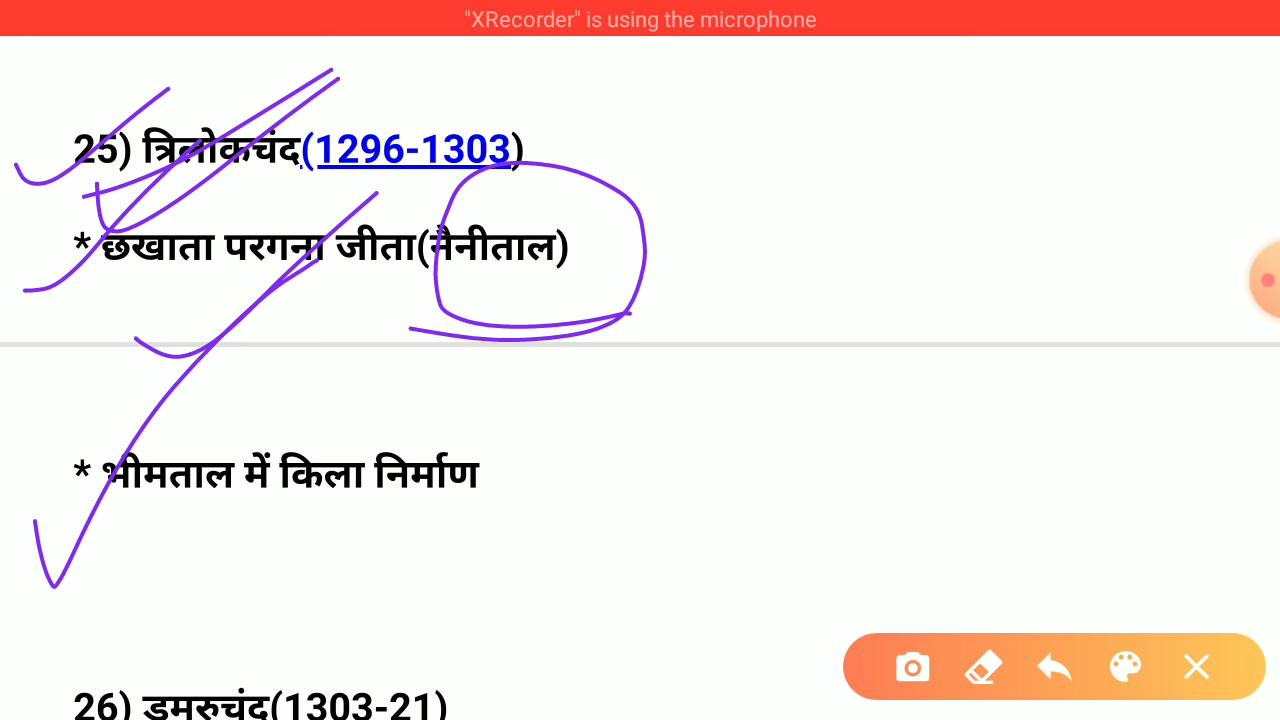 "XRecorder" is using the microphone
25) त्रिलोकचंद(1296-1303)
* छखाता परगना जीता(नैनीताल)
* भीमताल में किला निर्माण
26) डमरुचंद(1303-21)